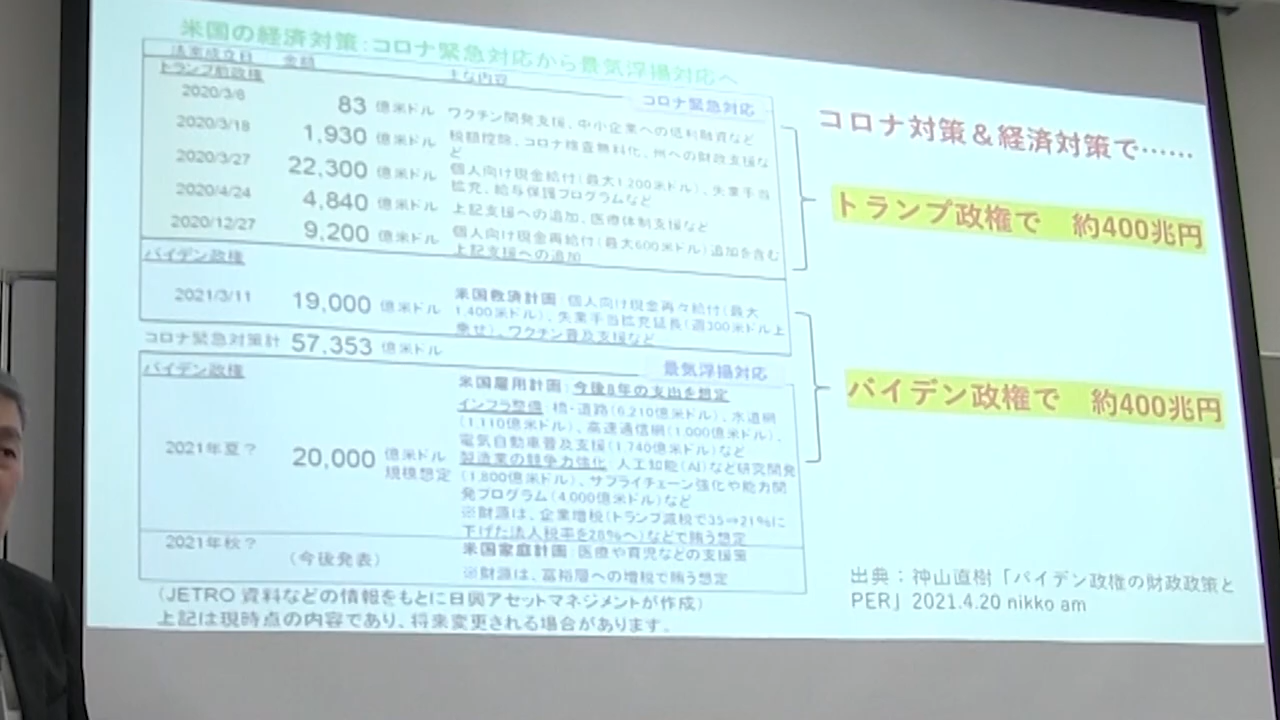 米国の経済対策：コロナ緊急対応から景気浮揚対応へ
法案成立日 金額 主な内容
トランプ前政権 コロナ緊急対応
2020/3/6 83 億米ドル ワクチン開発支援、中小企業への低利融資など
2020/3/18 1,930 億米ドル 税額控除、コロナ検査無料化、州への財政支援など
2020/3/27 22,300 億米ドル 個人向け現金給付（最大1,200米ドル）、失業手当
拡充、給与保護プログラムなど
2020/4/24 4,840 億米ドル 上記支援への追加、医療体制支援など
2020/12/27 9,200 億米ドル 個人向け現金再給付（最大600米ドル）追加を含む
上記支援への追加
バイデン政権
2021/3/11 19,000 億米ドル 米国救済計画：個人向け現金再々給付（最大
1,400米ドル）、失業手当拡充延長（週300米ドル上
乗せ）、ワクチン普及支援など
コロナ緊急対策計 57,353 億米ドル
バイデン政権 景気浮揚対応
2021年夏？ 20,000 億米ドル
規模想定
米国雇用計画：今後8年の支出を想定
インフラ整備：橋・道路（6,210億米ドル）、水道網
（1,110億米ドル）、高速通信網（1,000億米ドル）、
電気自動車普及支援（1,740億米ドル）など
製造業の競争力強化：人工知能（AI）など研究開発
（1,800億米ドル）、サプライチェーン強化や能力開
発プログラム（4,000億米ドル）など
※財源は、企業増税（トランプ減税で35⇒21%に
下げた法人税率を28%へ）などで賄う想定
2021年秋？ （今後発表） 米国家庭計画：医療や育児などの支援策
※財源は、富裕層への増税で賄う想定
（JETRO 資料などの情報をもとに日興アセットマネジメントが作成）
上記は現時点の内容であり、将来変更される場合があります。
コロナ対策＆経済対策で……
トランプ政権で 約400兆円
バイデン政権で 約400兆円
出典：神山直樹「バイデン政権の財政政策と
PER」 2021.4.20 nikko am